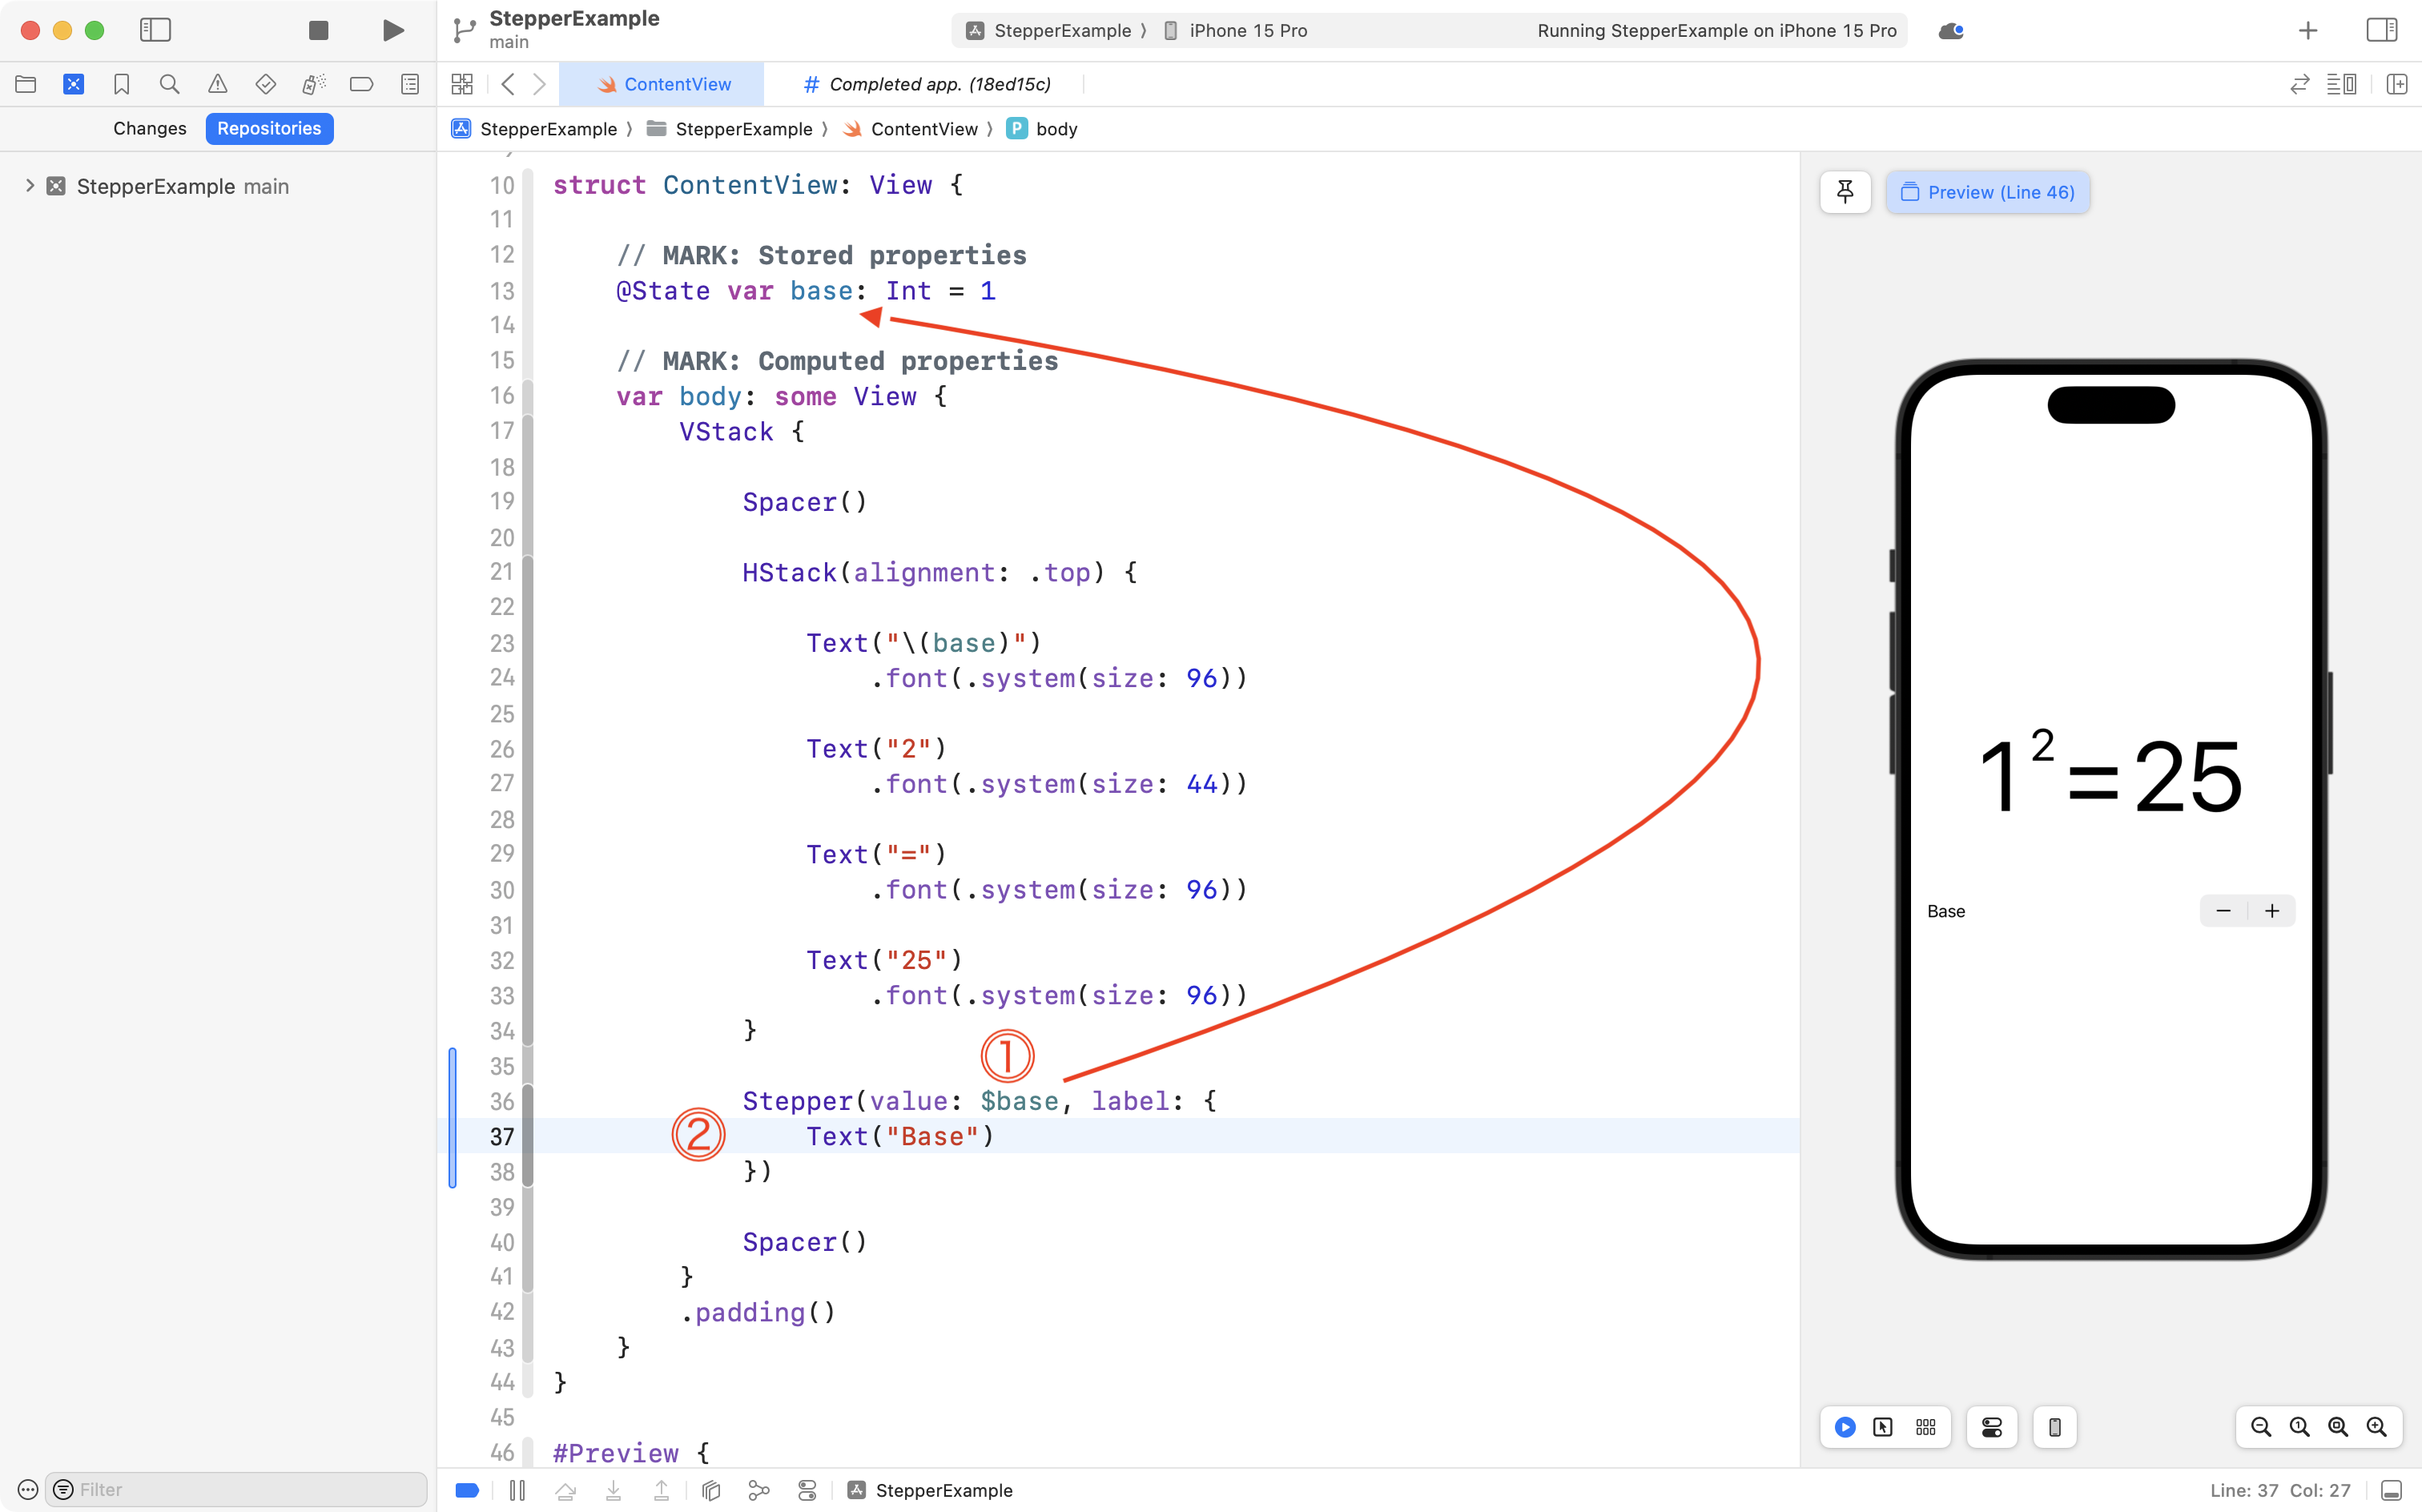 StepperExample
main
StepperExample 〉 iPhone 15 Pro
Running StepperExample on iPhone 15 Pro
ContentView
# Completed app. (18ed15c)
Changes
Repositories
StepperExample 〉 StepperExample 〉 ContentView 〉 P body
StepperExample main
10 struct ContentView: View {
11
12 // MARK: Stored properties
13 @State var base: Int = 1
14
15 // MARK: Computed properties
16 var body: some View {
17 VStack {
18
19 Spacer()
20
21 HStack(alignment: .top) {
22
23 Text("\(base)")
24 .font(.system(size: 96))
25
26 Text("2")
27 .font(.system(size: 44))
28
29 Text("=")
30 .font(.system(size: 96))
31
32 Text("25")
33 .font(.system(size: 96))
34 }
①
35
36 Stepper(value: $base, label: {
②
37 Text("Base")
38 })
39
40 Spacer()
41 }
42 .padding()
43 }
44 }
45
46 #Preview {
Preview (Line 46)
1²=25
Base − +
Filter
StepperExample
Line: 37 Col: 27